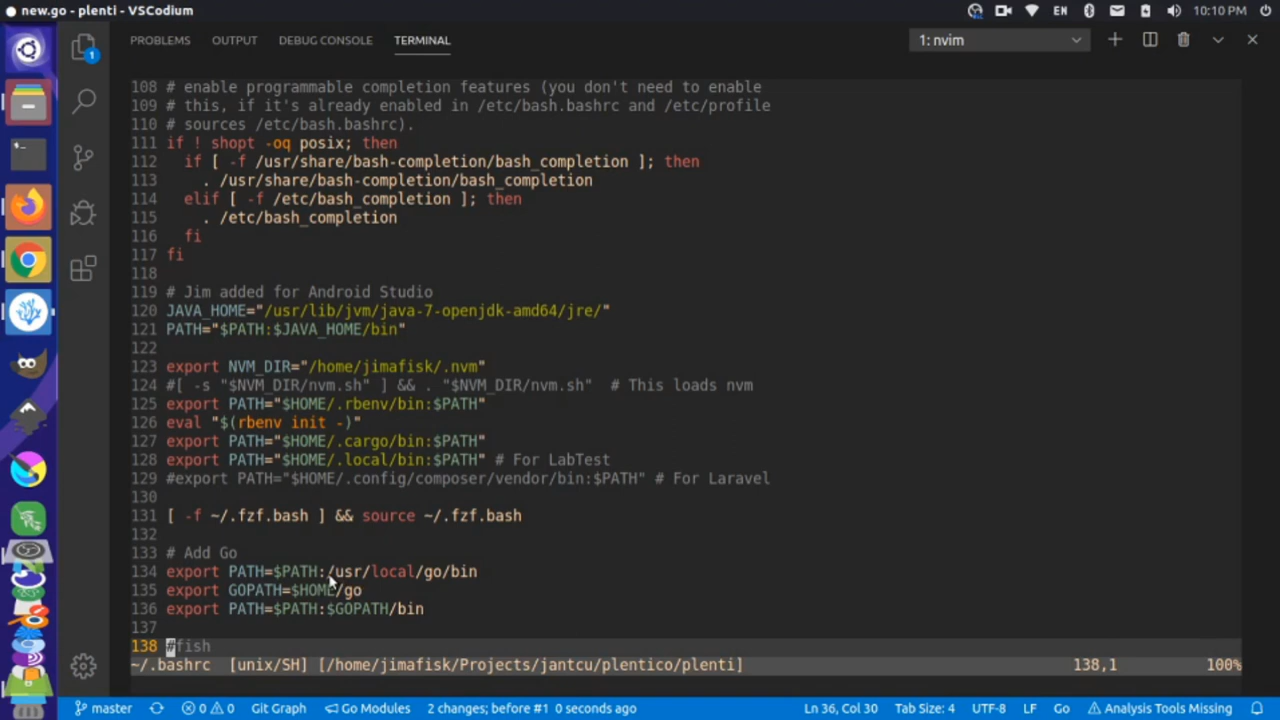 new.go - plenti - VSCodium
EN
10:10 PM
1
PROBLEMS
OUTPUT
DEBUG CONSOLE
TERMINAL
1: nvim
108 # enable programmable completion features (you don't need to enable
109 # this, if it's already enabled in /etc/bash.bashrc and /etc/profile
110 # sources /etc/bash.bashrc).
111 if ! shopt -oq posix; then
112   if [ -f /usr/share/bash-completion/bash_completion ]; then
113     . /usr/share/bash-completion/bash_completion
114   elif [ -f /etc/bash_completion ]; then
115     . /etc/bash_completion
116   fi
117 fi
118
119 # Jim added for Android Studio
120 JAVA_HOME="/usr/lib/jvm/java-7-openjdk-amd64/jre/"
121 PATH="$PATH:$JAVA_HOME/bin"
122
123 export NVM_DIR="/home/jimafisk/.nvm"
124 #[ -s "$NVM_DIR/nvm.sh" ] && . "$NVM_DIR/nvm.sh"  # This loads nvm
125 export PATH="$HOME/.rbenv/bin:$PATH"
126 eval "$(rbenv init -)"
127 export PATH="$HOME/.cargo/bin:$PATH"
128 export PATH="$HOME/.local/bin:$PATH" # For LabTest
129 #export PATH="$HOME/.config/composer/vendor/bin:$PATH" # For Laravel
130
131 [ -f ~/.fzf.bash ] && source ~/.fzf.bash
132
133 # Add Go
134 export PATH=$PATH:/usr/local/go/bin
135 export GOPATH=$HOME/go
136 export PATH=$PATH:$GOPATH/bin
137
138 #fish
~/.bashrc  [unix/SH] [/home/jimafisk/Projects/jantcu/plentico/plenti]
138,1
100%
master
0
0
Git Graph
Go Modules
2 changes; before #1  0 seconds ago
Ln 36, Col 30
Tab Size: 4
UTF-8
LF
Go
Analysis Tools Missing